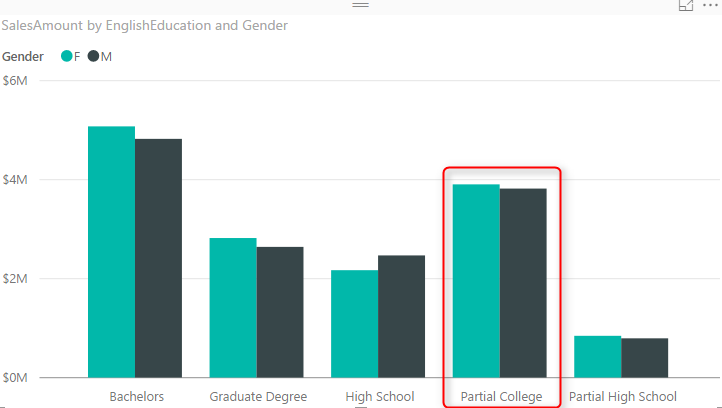 SalesAmount by EnglishEducation and Gender
Gender F M
$6M
$4M
$2M
$0M
Bachelors Graduate Degree High School Partial College Partial High School